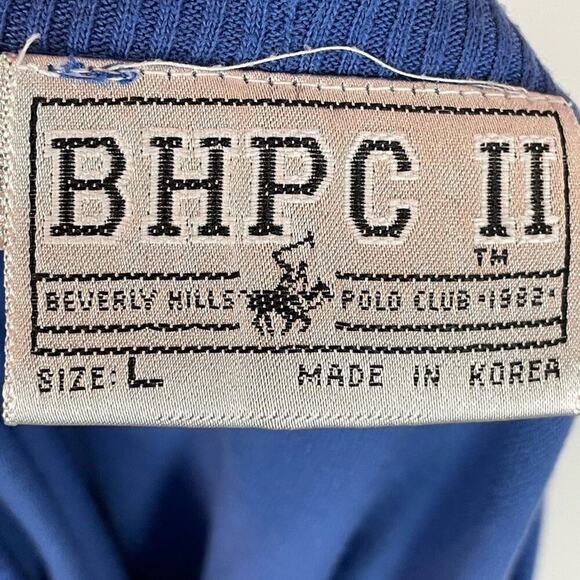 BHPC II
TM
BEVERLY HILLS POLO CLUB •1982•
SIZE: L MADE IN KOREA